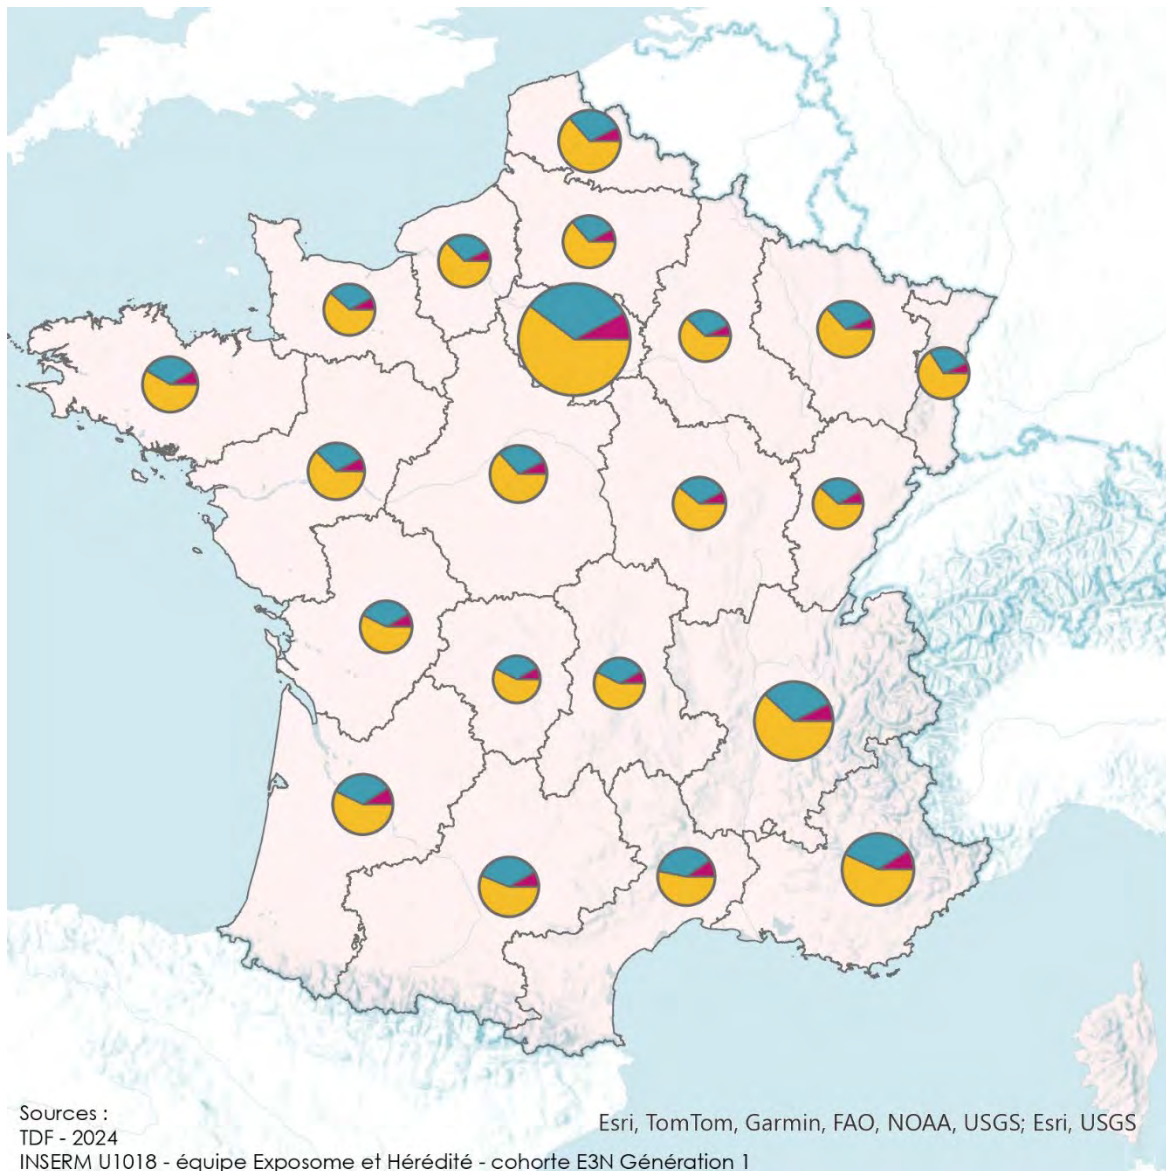 Sources :
TDF - 2024
INSERM U1018 - équipe Exposome et Hérédité - cohorte E3N Génération 1
Esri, TomTom, Garmin, FAO, NOAA, USGS; Esri, USGS